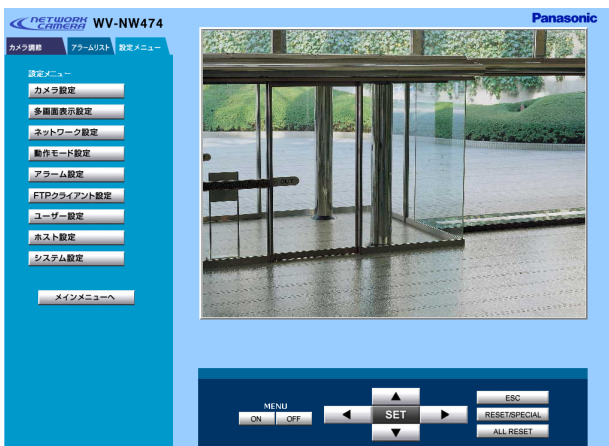 NETWORK CAMERA WV-NW474
Panasonic
カメラ調節 アラームリスト 設定メニュー
設定メニュー
カメラ設定
多画面表示設定
ネットワーク設定
動作モード設定
アラーム設定
FTPクライアント設定
ユーザー設定
ホスト設定
システム設定
メインメニューへ
MENU
ON OFF
SET
ESC
RESET/SPECIAL
ALL RESET